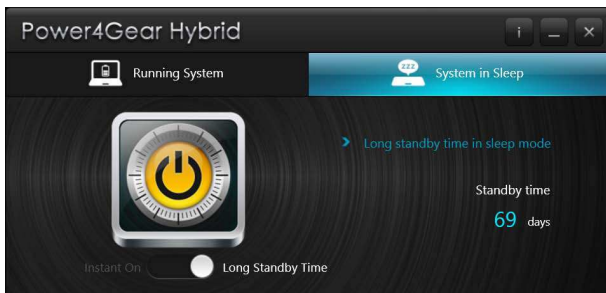 Power4Gear Hybrid
i
Running System
zzz
System in Sleep
Long standby time in sleep mode
Standby time
69 days
Instant On
Long Standby Time